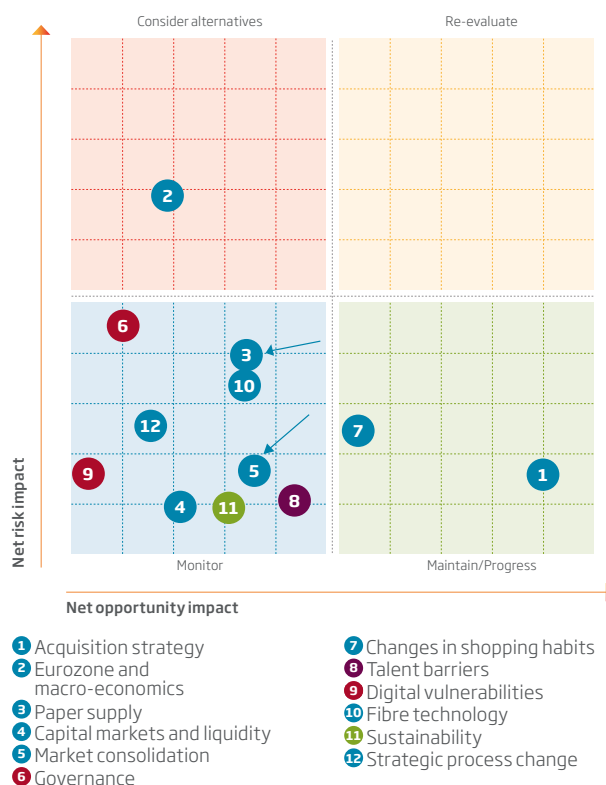 Consider alternatives
Re-evaluate
2
6
3
10
12
7
5
9
1
8
4
11
Net risk impact
Monitor
Maintain/Progress
Net opportunity impact
1 Acquisition strategy
2 Eurozone and
macro-economics
3 Paper supply
4 Capital markets and liquidity
5 Market consolidation
6 Governance
7 Changes in shopping habits
8 Talent barriers
9 Digital vulnerabilities
10 Fibre technology
11 Sustainability
12 Strategic process change